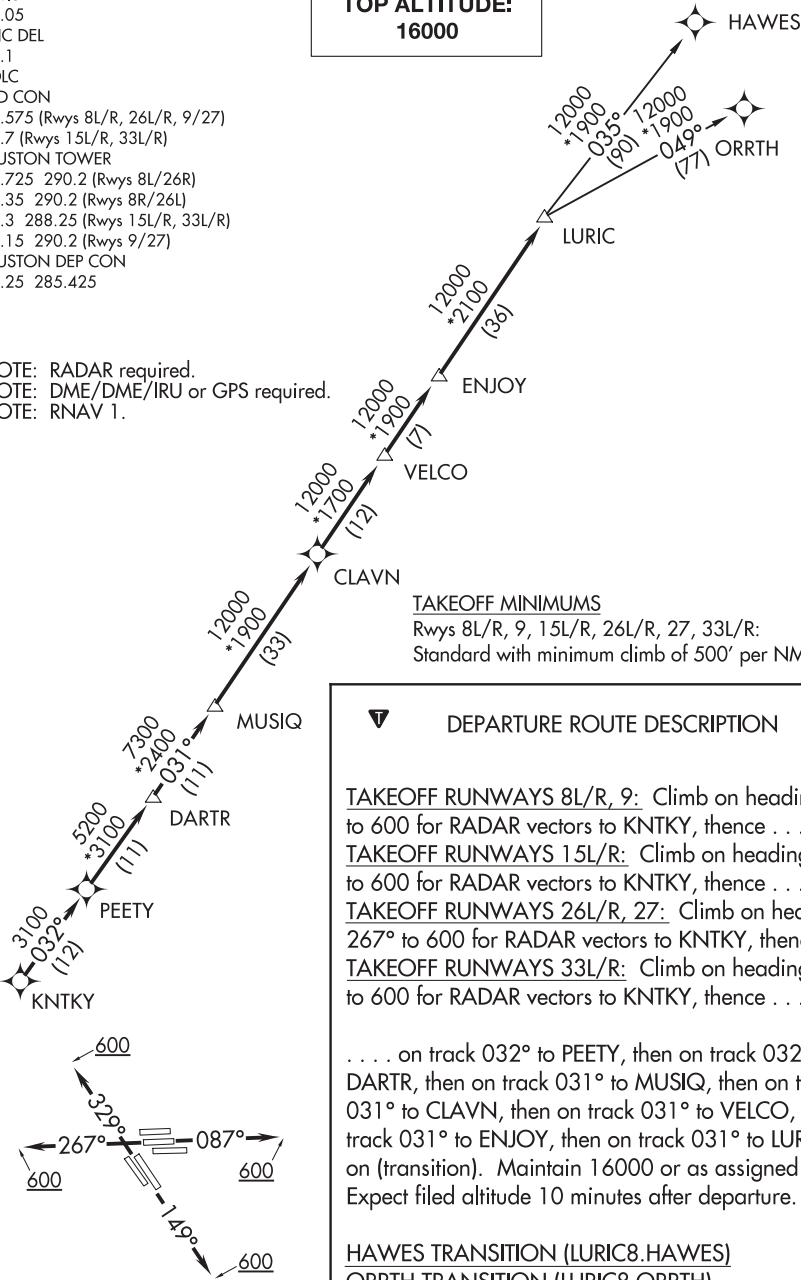 .05
C DEL
.1
LC
D CON
.575 (Rwys 8L/R, 26L/R, 9/27)
.7 (Rwys 15L/R, 33L/R)
USTON TOWER
.725 290.2 (Rwys 8L/26R)
.35 290.2 (Rwys 8R/26L)
.3 288.25 (Rwys 15L/R, 33L/R)
.15 290.2 (Rwys 9/27)
USTON DEP CON
.25 285.425
TOP ALTITUDE:
16000
HAWES
12000
*1900
035°
(90)
12000
*1900
049°
(77)
ORRTH
LURIC
12000
*2100
(36)
OTE: RADAR required.
OTE: DME/DME/IRU or GPS required.
OTE: RNAV 1.
ENJOY
12000
*1900
(7)
VELCO
12000
*1700
(12)
CLAVN
TAKEOFF MINIMUMS
Rwys 8L/R, 9, 15L/R, 26L/R, 27, 33L/R:
Standard with minimum climb of 500' per NM
12000
*1900
(33)
MUSIQ
7300
*2400
031°
(11)
DARTR
5200
*3100
(11)
PEETY
3100
032°
(12)
KNTKY
T
DEPARTURE ROUTE DESCRIPTION
TAKEOFF RUNWAYS 8L/R, 9: Climb on headin
to 600 for RADAR vectors to KNTKY, thence . . .
TAKEOFF RUNWAYS 15L/R: Climb on heading
to 600 for RADAR vectors to KNTKY, thence . . .
TAKEOFF RUNWAYS 26L/R, 27: Climb on hea
267° to 600 for RADAR vectors to KNTKY, then
TAKEOFF RUNWAYS 33L/R: Climb on heading
to 600 for RADAR vectors to KNTKY, thence . . .
. . . . on track 032° to PEETY, then on track 032
DARTR, then on track 031° to MUSIQ, then on t
031° to CLAVN, then on track 031° to VELCO,
track 031° to ENJOY, then on track 031° to LUR
on (transition). Maintain 16000 or as assigned
Expect filed altitude 10 minutes after departure.
HAWES TRANSITION (LURIC8.HAWES)
ORRTH TRANSITION (LURIC8.ORRTH)
600
329°
267°
087°
600
600
149°
600